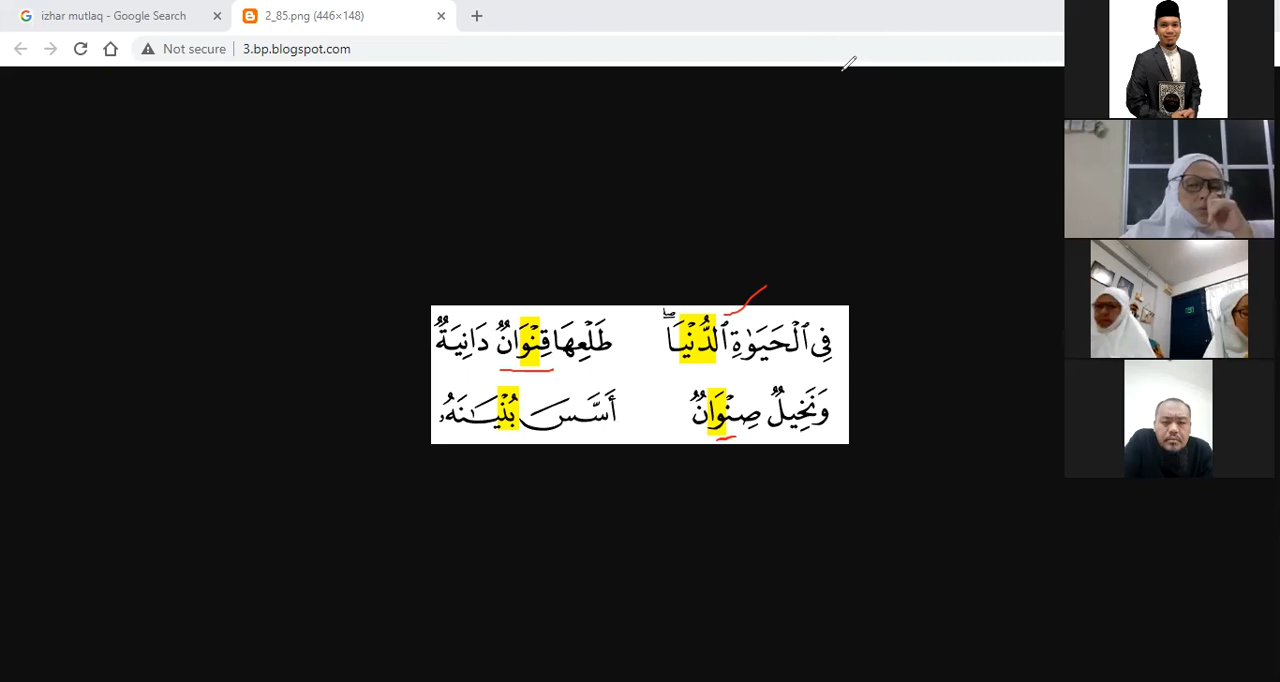 izhar mutlaq - Google Search
2_85.png (446×148)
Not secure
3.bp.blogspot.com
فِى ٱلۡحَيَوٰةِ ٱلدُّنۡيَاۖ طَلۡعِهَا قِنۡوَانٞ دَانِيَةٞ
وَنَخِيلٞ صِنۡوَانٞ أَسَّسَ بُنۡيَـٰنَهُۥ